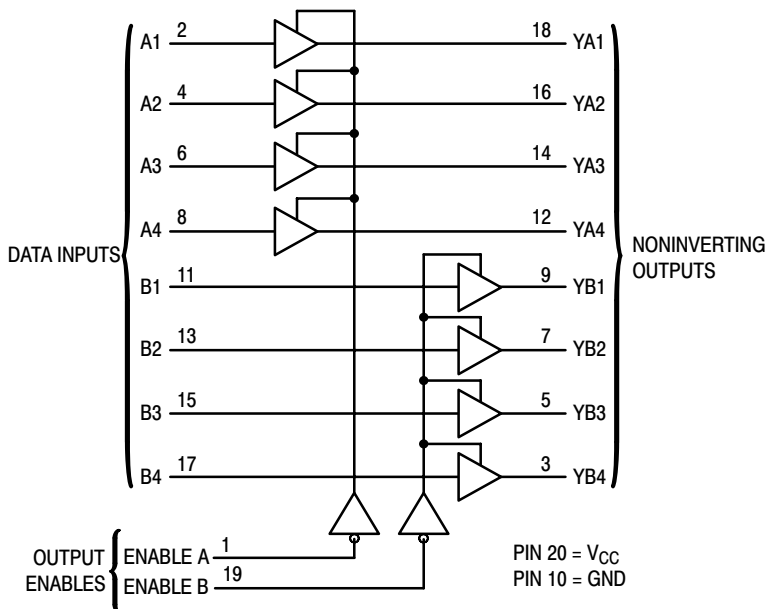 A1 2 18 YA1
A2 4 16 YA2
A3 6 14 YA3
A4 8 12 YA4
DATA INPUTS
NONINVERTING
OUTPUTS
B1 11 9 YB1
B2 13 7 YB2
B3 15 5 YB3
B4 17 3 YB4
OUTPUT
ENABLES
ENABLE A 1
ENABLE B 19
PIN 20 = VCC
PIN 10 = GND